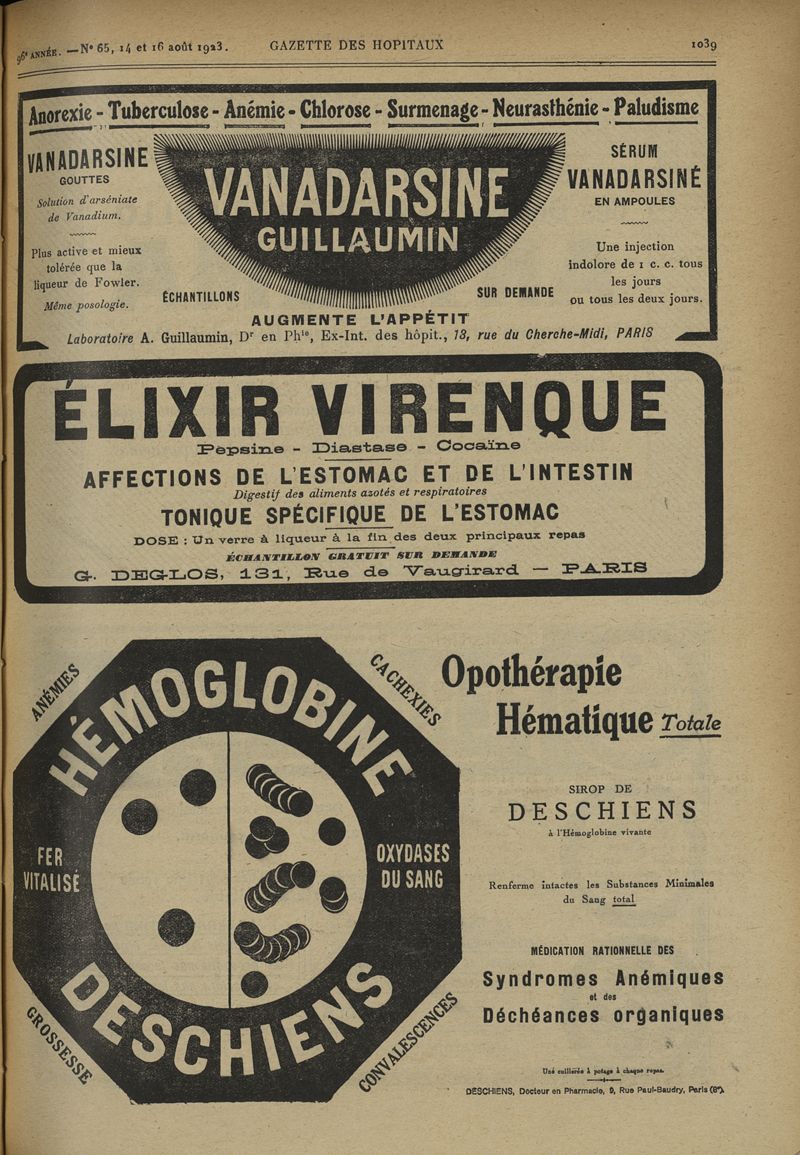 96e ANNÉE. — N° 65, 14 et 16 août 1923. GAZETTE DES HOPITAUX 1039
Anorexie - Tuberculose - Anémie - Chlorose - Surmenage - Neurasthénie - Paludisme
VANADARSINE
GOUTTES
Solution d'arséniate
de Vanadium.
Plus active et mieux
tolérée que la
liqueur de Fowler.
Même posologie.
VANADARSINE
GUILLAUMIN
SÉRUM
VANADARSINÉ
EN AMPOULES
Une injection
indolore de 1 c. c. tous
les jours
ou tous les deux jours.
ÉCHANTILLONS SUR DEMANDE
AUGMENTE L'APPÉTIT
Laboratoire A. Guillaumin, Dr en Phie, Ex-Int. des hôpit., 13, rue du Cherche-Midi, PARIS
ÉLIXIR VIRENQUE
Pepsine - Diastase - Cocaïne
AFFECTIONS DE L'ESTOMAC ET DE L'INTESTIN
Digestif des aliments azotés et respiratoires
TONIQUE SPÉCIFIQUE DE L'ESTOMAC
DOSE : Un verre à liqueur à la fin des deux principaux repas
ÉCHANTILLON GRATUIT SUR DEMANDE
G. DEGLOS, 131, Rue de Vaugirard — PARIS
ANÉMIES
CACHEXIES
HÉMOGLOBINE
FER
VITALISÉ
OXYDASES
DU SANG
DESCHIENS
GROSSESSE
CONVALESCENCES
Opothérapie
Hématique Totale
SIROP DE
DESCHIENS
à l'Hémoglobine vivante
Renferme intactes les Substances Minimales
du Sang total
MÉDICATION RATIONNELLE DES
Syndromes Anémiques
et des
Déchéances organiques
Une cuillerée à potage à chaque repas.
DESCHIENS, Docteur en Pharmacie, 9, Rue Paul-Baudry, Paris (8e).